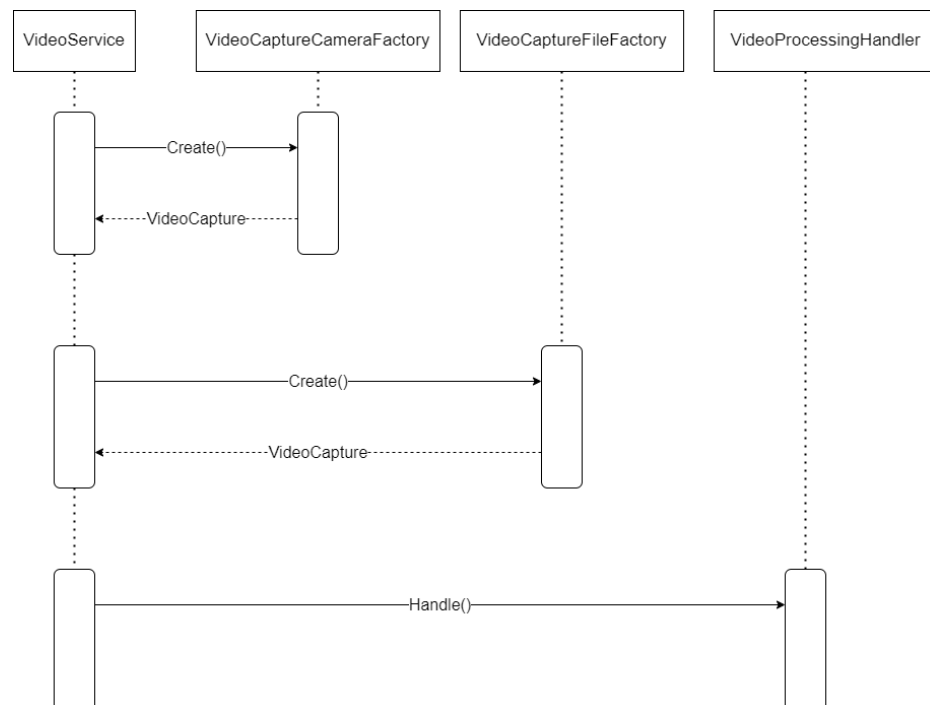 VideoService
VideoCaptureCameraFactory
VideoCaptureFileFactory
VideoProcessingHandler
Create()
VideoCapture
Create()
VideoCapture
Handle()